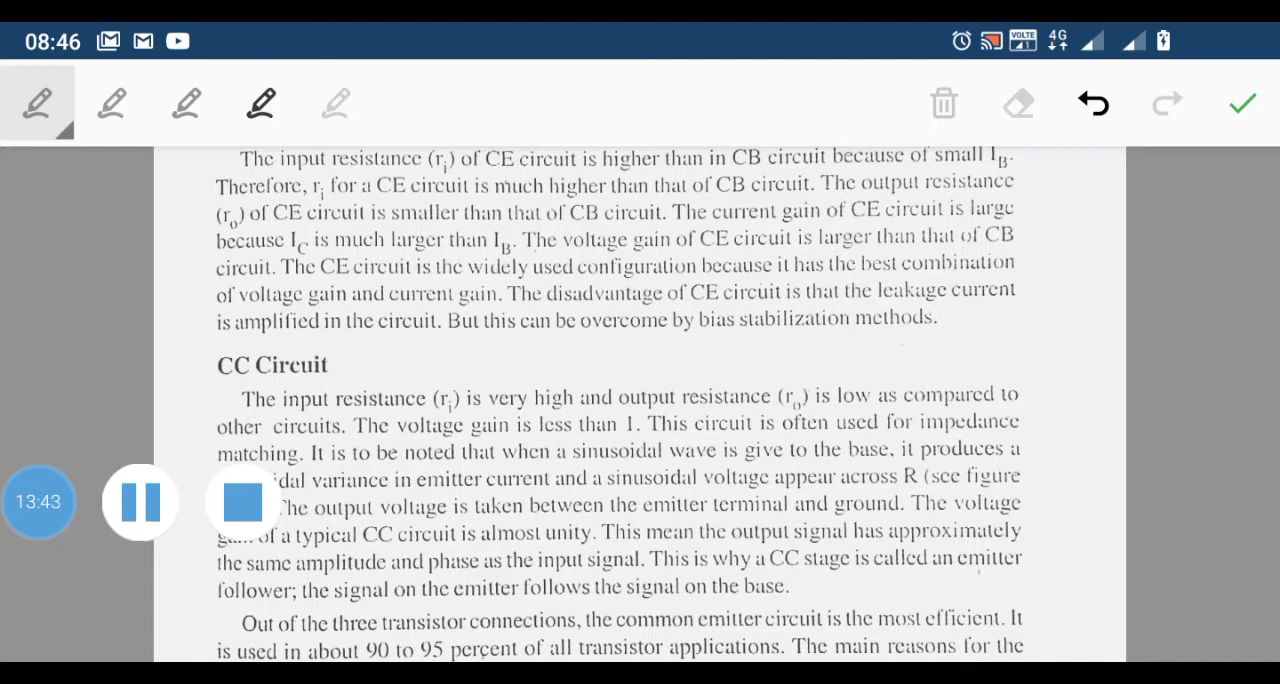 08:46 VOLTE 4G
The input resistance (ri) of CE circuit is higher than in CB circuit because of small IB.
Therefore, ri for a CE circuit is much higher than that of CB circuit. The output resistance
(ro) of CE circuit is smaller than that of CB circuit. The current gain of CE circuit is large
because IC is much larger than IB. The voltage gain of CE circuit is larger than that of CB
circuit. The CE circuit is the widely used configuration because it has the best combination
of voltage gain and current gain. The disadvantage of CE circuit is that the leakage current
is amplified in the circuit. But this can be overcome by bias stabilization methods.
CC Circuit
The input resistance (ri) is very high and output resistance (ro) is low as compared to
other circuits. The voltage gain is less than 1. This circuit is often used for impedance
matching. It is to be noted that when a sinusoidal wave is give to the base, it produces a
dal variance in emitter current and a sinusoidal voltage appear across R (see figure
13:43
he output voltage is taken between the emitter terminal and ground. The voltage
of a typical CC circuit is almost unity. This mean the output signal has approximately
the same amplitude and phase as the input signal. This is why a CC stage is called an emitter
follower; the signal on the emitter follows the signal on the base.
Out of the three transistor connections, the common emitter circuit is the most efficient. It
is used in about 90 to 95 percent of all transistor applications. The main reasons for the